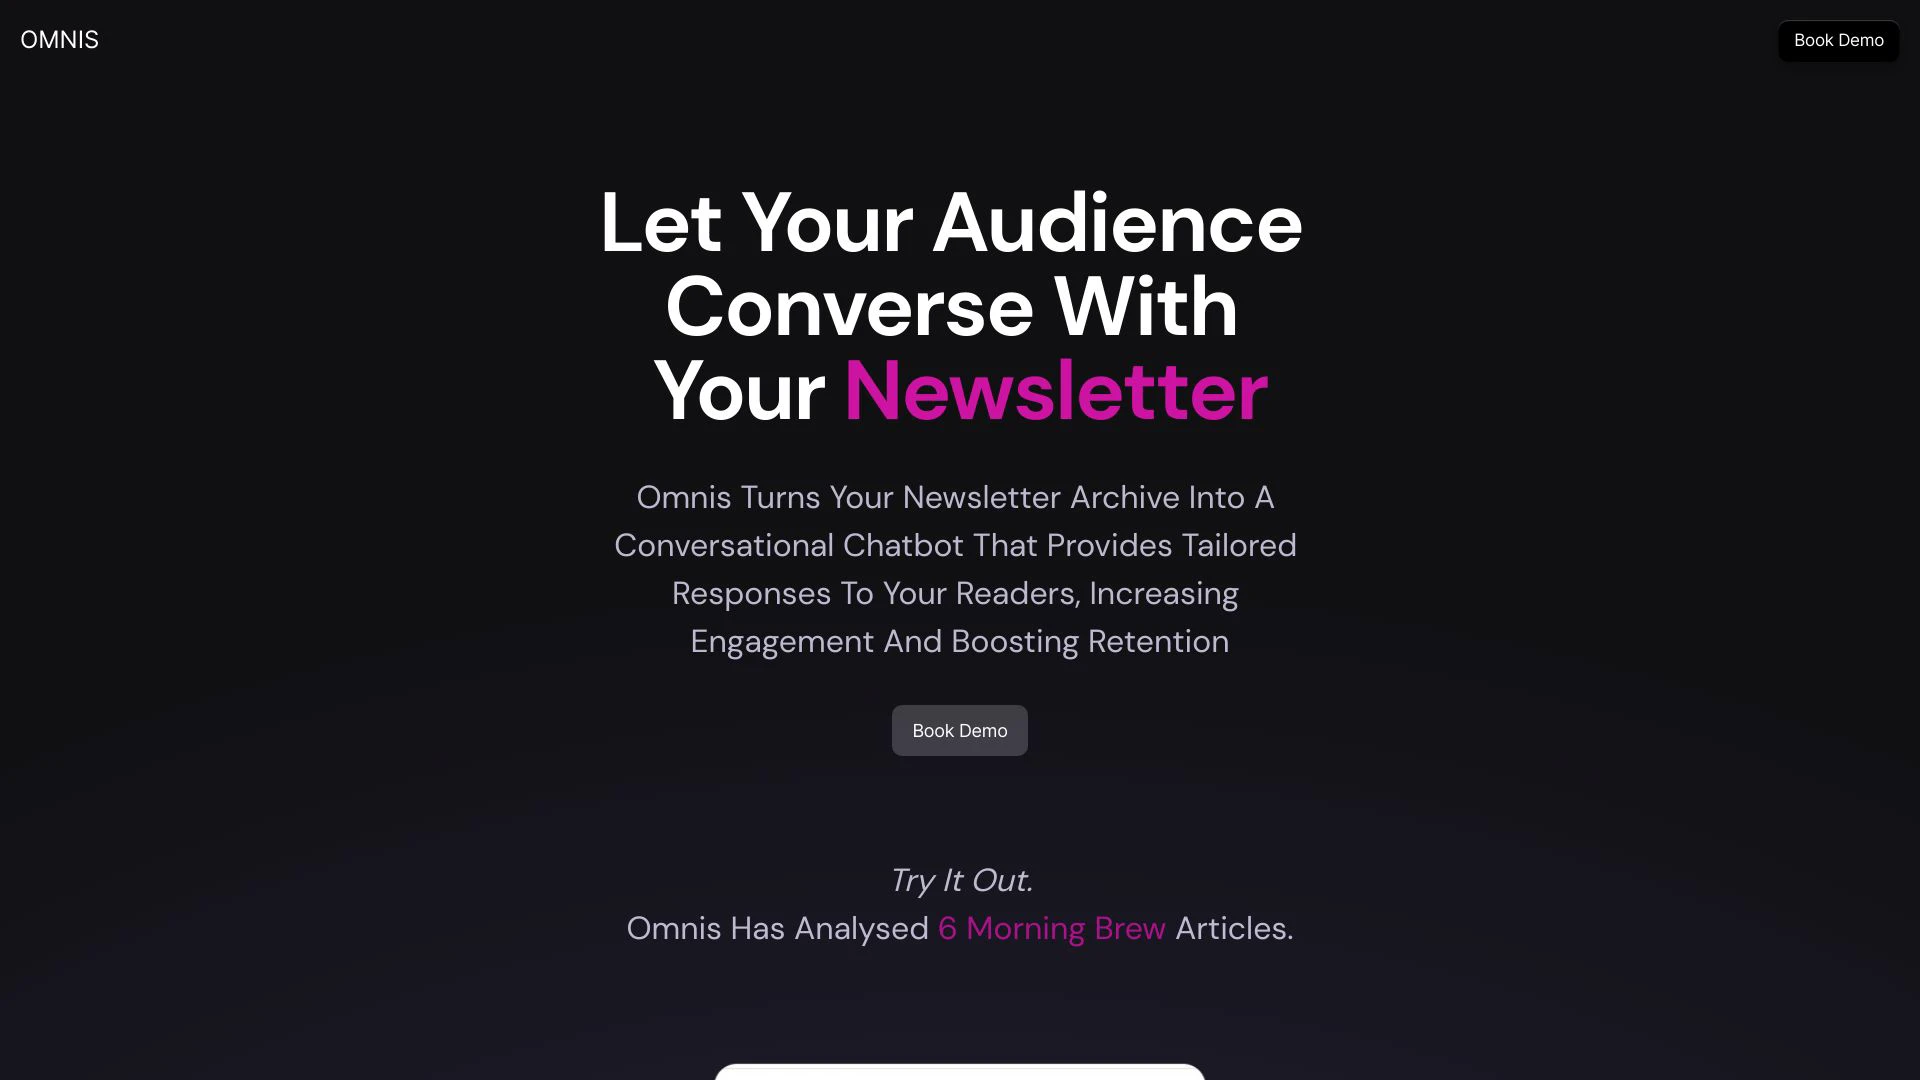 OMNIS
Book Demo
Let Your Audience
Converse With
Your Newsletter
Omnis Turns Your Newsletter Archive Into A
Conversational Chatbot That Provides Tailored
Responses To Your Readers, Increasing
Engagement And Boosting Retention
Book Demo
Try It Out.
Omnis Has Analysed 6 Morning Brew Articles.